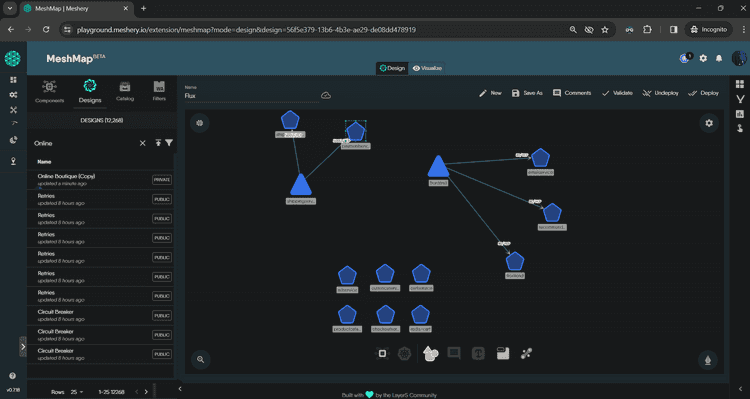 MeshMap | Meshery
playground.meshery.io/extension/meshmap?mode=design&design=56f5e379-13b6-4b3e-ae29-de08dd478919
Incognito
MeshMap BETA
Design
Visualize
Components
Designs
Catalog
Filters
DESIGNS (12,268)
Name
Flux
New
Save As
Comments
Validate
Undeploy
Deploy
Online
Name
Online Boutique (Copy)
updated a minute ago
PRIVATE
Retries
updated 8 hours ago
PUBLIC
Retries
updated 8 hours ago
PUBLIC
Retries
updated 8 hours ago
PUBLIC
Retries
updated 8 hours ago
PUBLIC
Retries
updated 8 hours ago
PUBLIC
Retries
updated 8 hours ago
PUBLIC
Circuit Breaker
updated 8 hours ago
PUBLIC
Circuit Breaker
updated 8 hours ago
PUBLIC
Circuit Breaker
updated 8 hours ago
PUBLIC
frontend
frontend
Rows 25 1-25 12268
Built with by the Layer5 Community